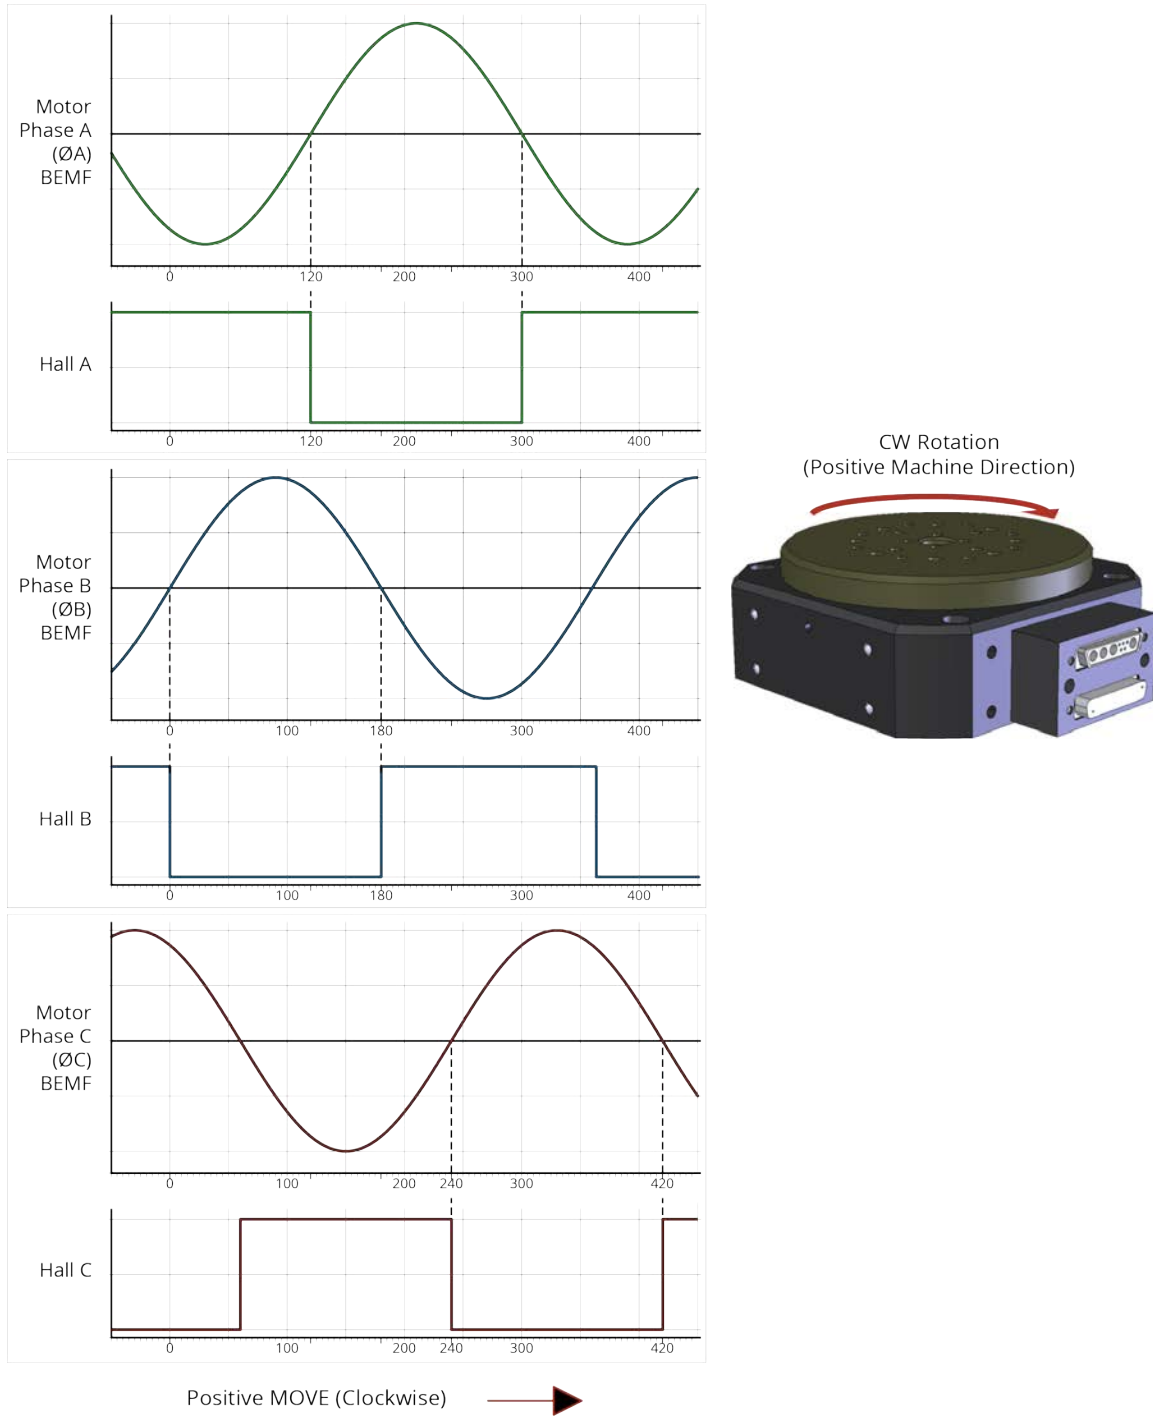 Motor
Phase A
(ØA)
BEMF
0
120
200
300
400
Hall A
0
120
200
300
400
Motor
Phase B
(ØB)
BEMF
0
100
180
300
400
Hall B
0
100
180
300
400
Motor
Phase C
(ØC)
BEMF
0
100
200
240
300
420
Hall C
0
100
200
240
300
420
Positive MOVE (Clockwise)
CW Rotation
(Positive Machine Direction)